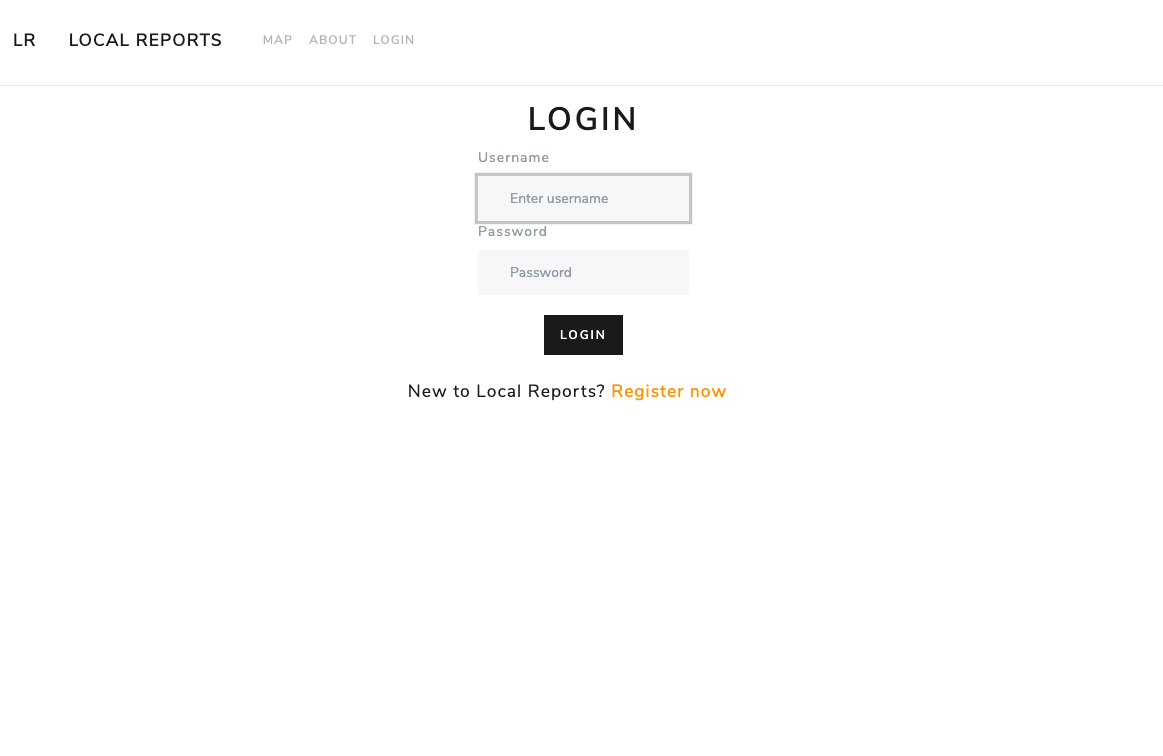 LR LOCAL REPORTS MAP ABOUT LOGIN
LOGIN
Username
Enter username
Password
Password
LOGIN
New to Local Reports? Register now